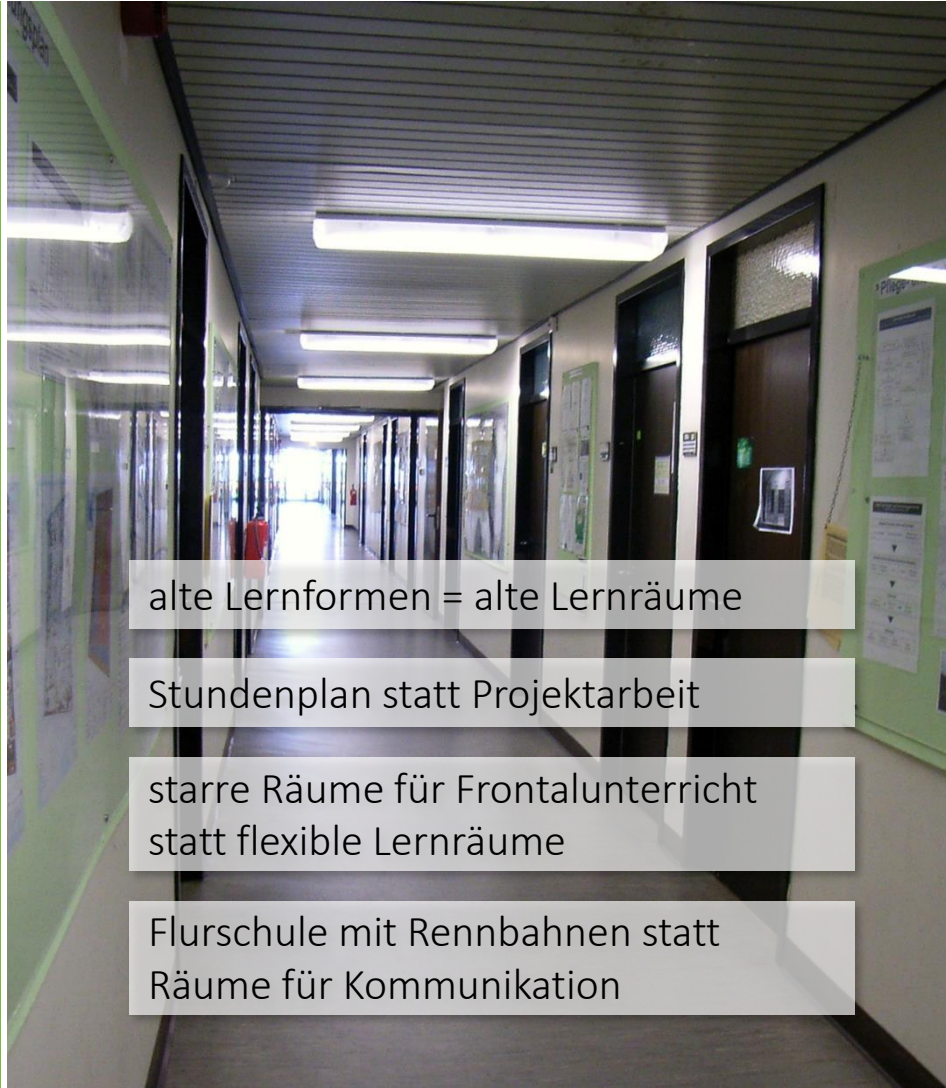 alte Lernformen = alte Lernräume
Stundenplan statt Projektarbeit
starre Räume für Frontalunterricht
statt flexible Lernräume
Flurschule mit Rennbahnen statt
Räume für Kommunikation